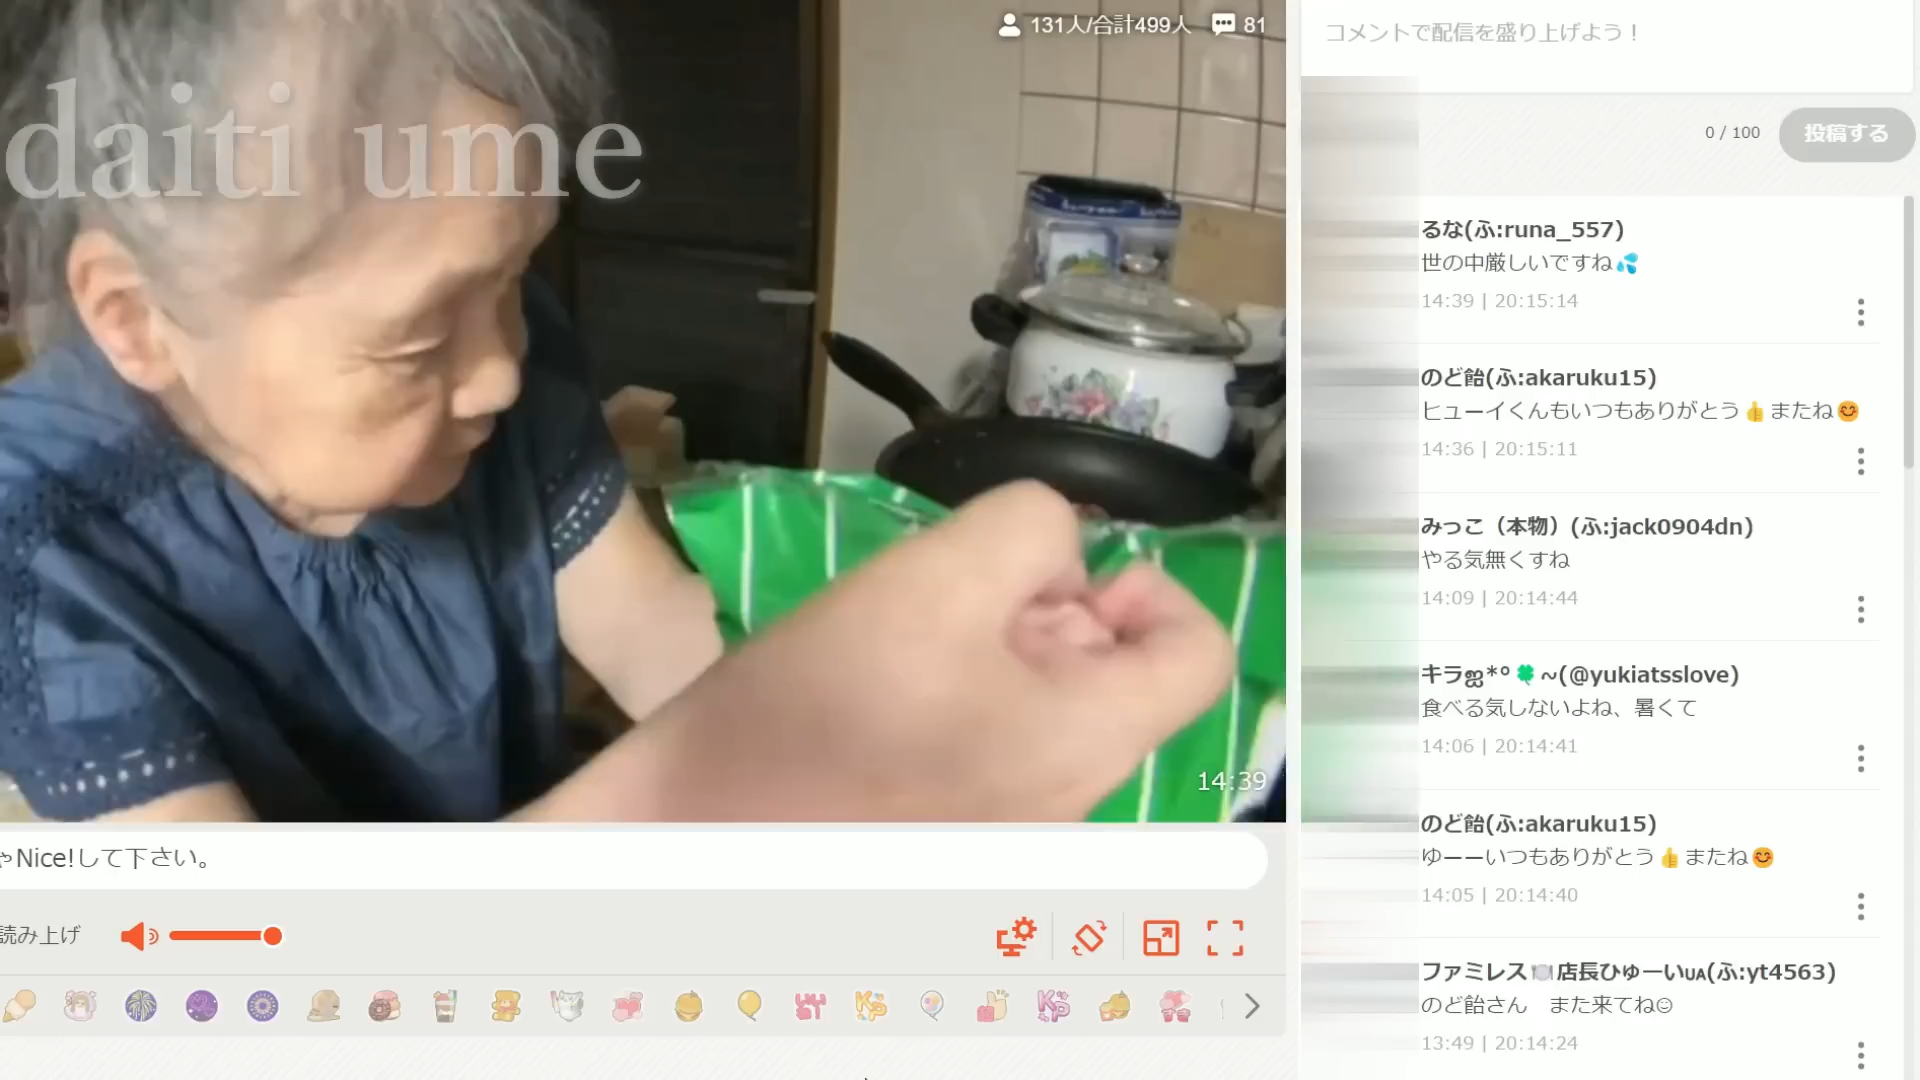 131人/合計499人 81
daiti ume
14:39
ゃNice!して下さい。
読み上げ
コメントで配信を盛り上げよう！
0 / 100
投稿する
るな(ふ:runa_557)
世の中厳しいですね💦
14:39 | 20:15:14
のど飴(ふ:akaruku15)
ヒューイくんもいつもありがとう👍またね😊
14:36 | 20:15:11
みっこ（本物）(ふ:jack0904dn)
やる気無くすね
14:09 | 20:14:44
キラஐ*°🍀~(@yukiatsslove)
食べる気しないよね、暑くて
14:06 | 20:14:41
のど飴(ふ:akaruku15)
ゆーーいつもありがとう👍またね😊
14:05 | 20:14:40
ファミレス🍽店長ひゅーいUA(ふ:yt4563)
のど飴さん　また来てね☺
13:49 | 20:14:24